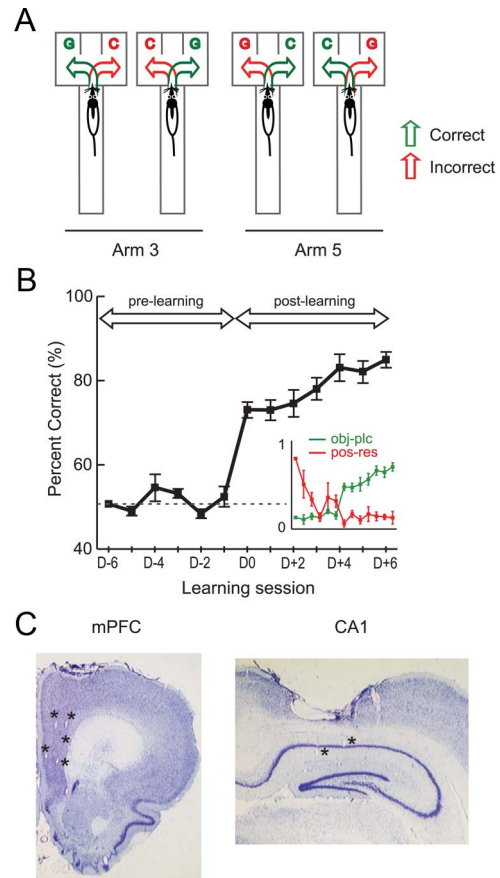 A
G C C G G C C G
Correct
Incorrect
Arm 3 Arm 5
B
100
pre-learning post-learning
80
Percent Correct (%)
1
obj-plc
pos-res
60
0
40
D-6 D-4 D-2 D0 D+2 D+4 D+6
Learning session
C
mPFC CA1
* * * * *
* *